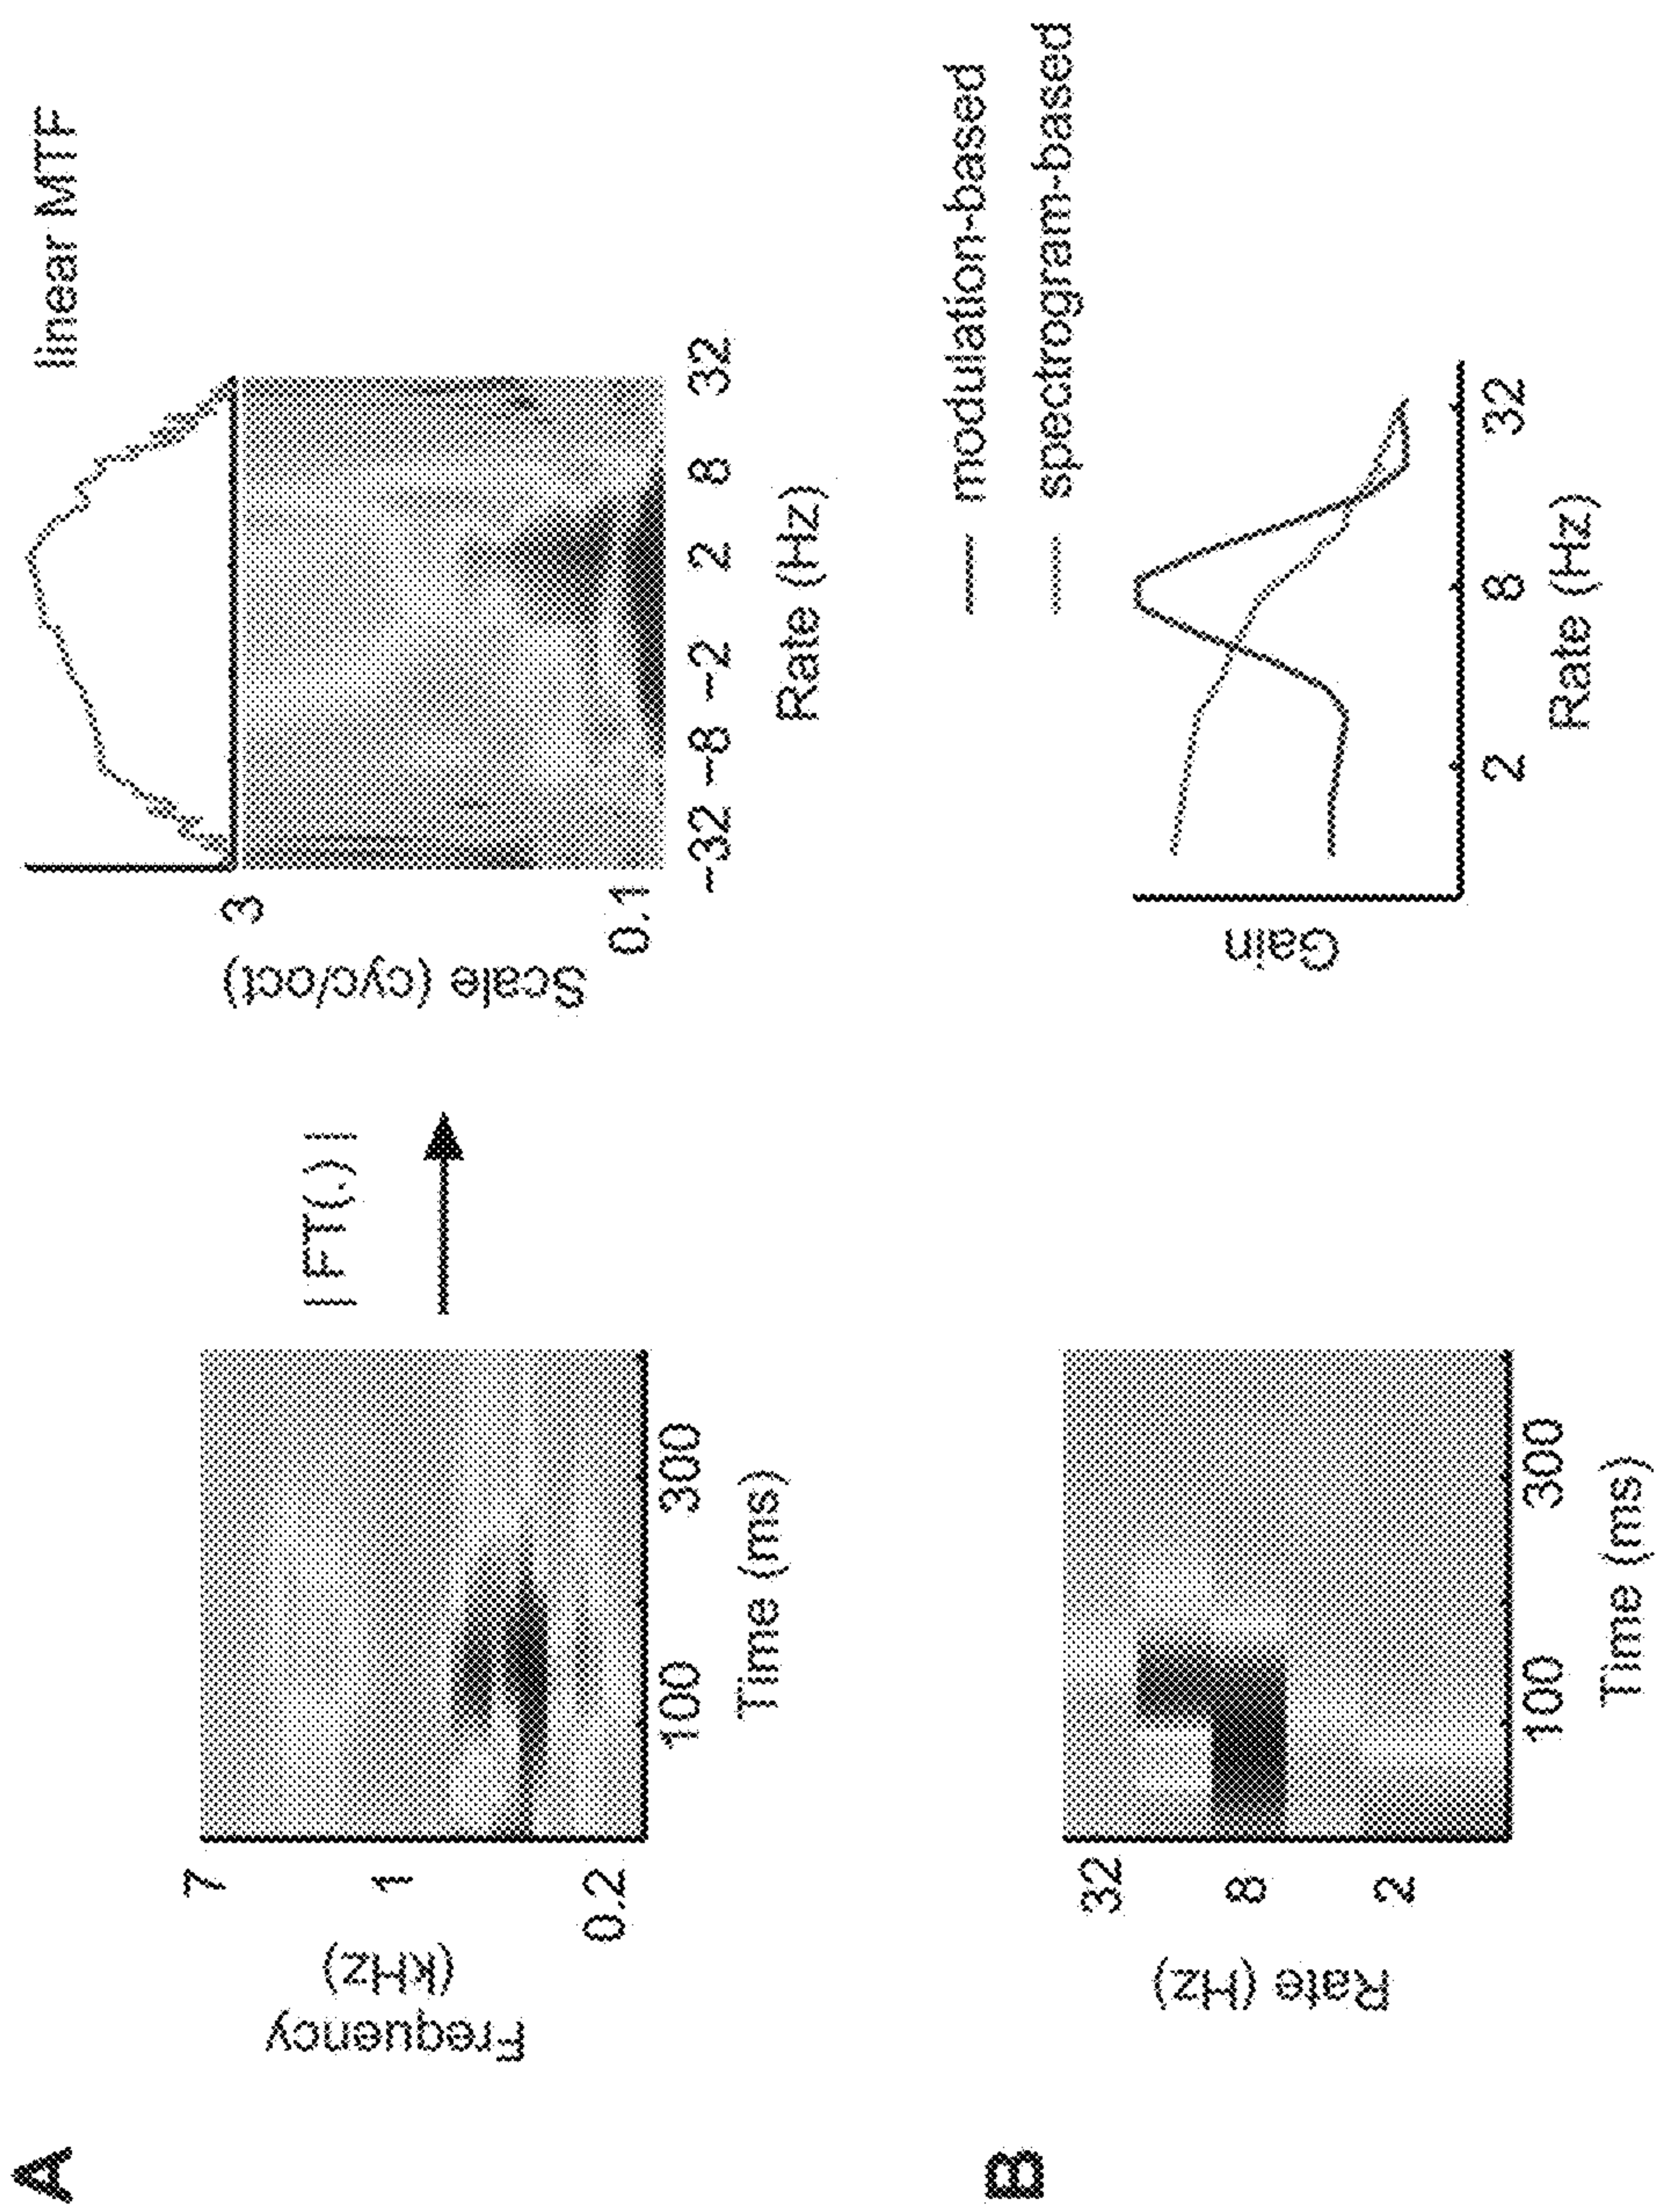 A
Frequency
(kHz)
7
1
0.2
100
300
Time (ms)
| FT(.) |
linear MTF
Scale (cyc/oct)
3
0.1
-32
-8
-2
2
8
32
Rate (Hz)
B
Rate (Hz)
32
8
2
100
300
Time (ms)
modulation-based
spectrogram-based
Gain
2
8
32
Rate (Hz)